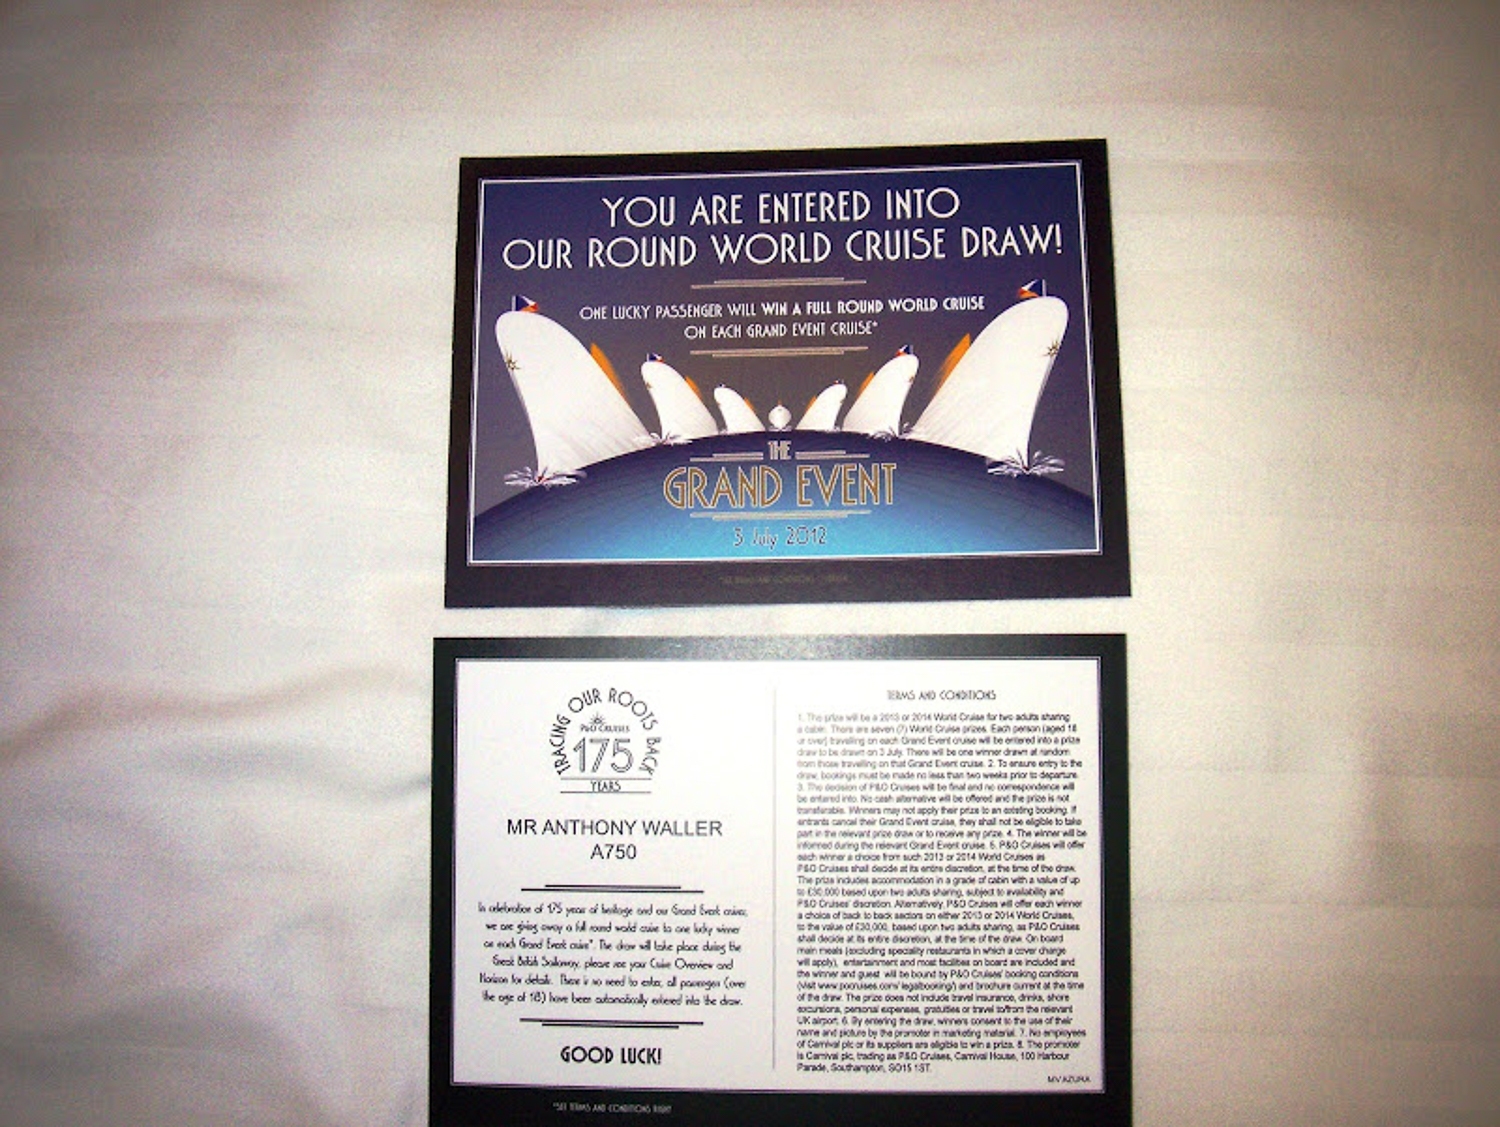 YOU ARE ENTERED INTO
OUR ROUND WORLD CRUISE DRAW!
ONE LUCKY PASSENGER WILL WIN A FULL ROUND WORLD CRUISE
ON EACH GRAND EVENT CRUISE*
THE
GRAND EVENT
3 July 2012
*SEE TERMS AND CONDITIONS OVERLEAF
TRACING OUR ROOTS BACK
P&O CRUISES
175
YEARS
MR ANTHONY WALLER
A750
In celebration of 175 years of heritage and our Grand Event cruises,
we are giving away a full round world cruise to one lucky winner
on each Grand Event cruise*. The draw will take place during the
Great British Sailaway, please see your Cruise Overview and
Horizon for details. There is no need to enter, all passengers (over
the age of 18) have been automatically entered into the draw.
GOOD LUCK!
*SEE TERMS AND CONDITIONS RIGHT
TERMS AND CONDITIONS
1. The prize will be a 2013 or 2014 World Cruise for two adults sharing
a cabin. There are seven (7) World Cruise prizes. Each person (aged 18
or over) travelling on each Grand Event cruise will be entered into a prize
draw to be drawn on 3 July. There will be one winner drawn at random
from those travelling on that Grand Event cruise. 2. To ensure entry to the
draw, bookings must be made no less than two weeks prior to departure.
3. The decision of P&O Cruises will be final and no correspondence will
be entered into. No cash alternative will be offered and the prize is not
transferable. Winners may not apply their prize to an existing booking. If
entrants cancel their Grand Event cruise, they shall not be eligible to take
part in the relevant prize draw or to receive any prize. 4. The winner will be
informed during the relevant Grand Event cruise. 5. P&O Cruises will offer
each winner a choice from such 2013 or 2014 World Cruises as
P&O Cruises shall decide at its entire discretion, at the time of the draw.
The prize includes accommodation in a grade of cabin with a value of up
to £30,000 based upon two adults sharing, subject to availability and
P&O Cruises' discretion. Alternatively, P&O Cruises will offer each winner
a choice of back to back sectors on either 2013 or 2014 World Cruises,
to the value of £30,000, based upon two adults sharing, as P&O Cruises
shall decide at its entire discretion, at the time of the draw. On board
main meals (excluding speciality restaurants in which a cover charge
will apply), entertainment and most facilities on board are included and
the winner and guest will be bound by P&O Cruises' booking conditions
(visit www.pocruises.com/legalbooking/) and brochure current at the time
of the draw. The prize does not include travel insurance, drinks, shore
excursions, personal expenses, gratuities or travel to/from the relevant
UK airport. 6. By entering the draw, winners consent to the use of their
name and picture by the promoter in marketing material. 7. No employees
of Carnival plc or its suppliers are eligible to win a prize. 8. The promoter
is Carnival plc, trading as P&O Cruises, Carnival House, 100 Harbour
Parade, Southampton, SO15 1ST.
MV AZURA